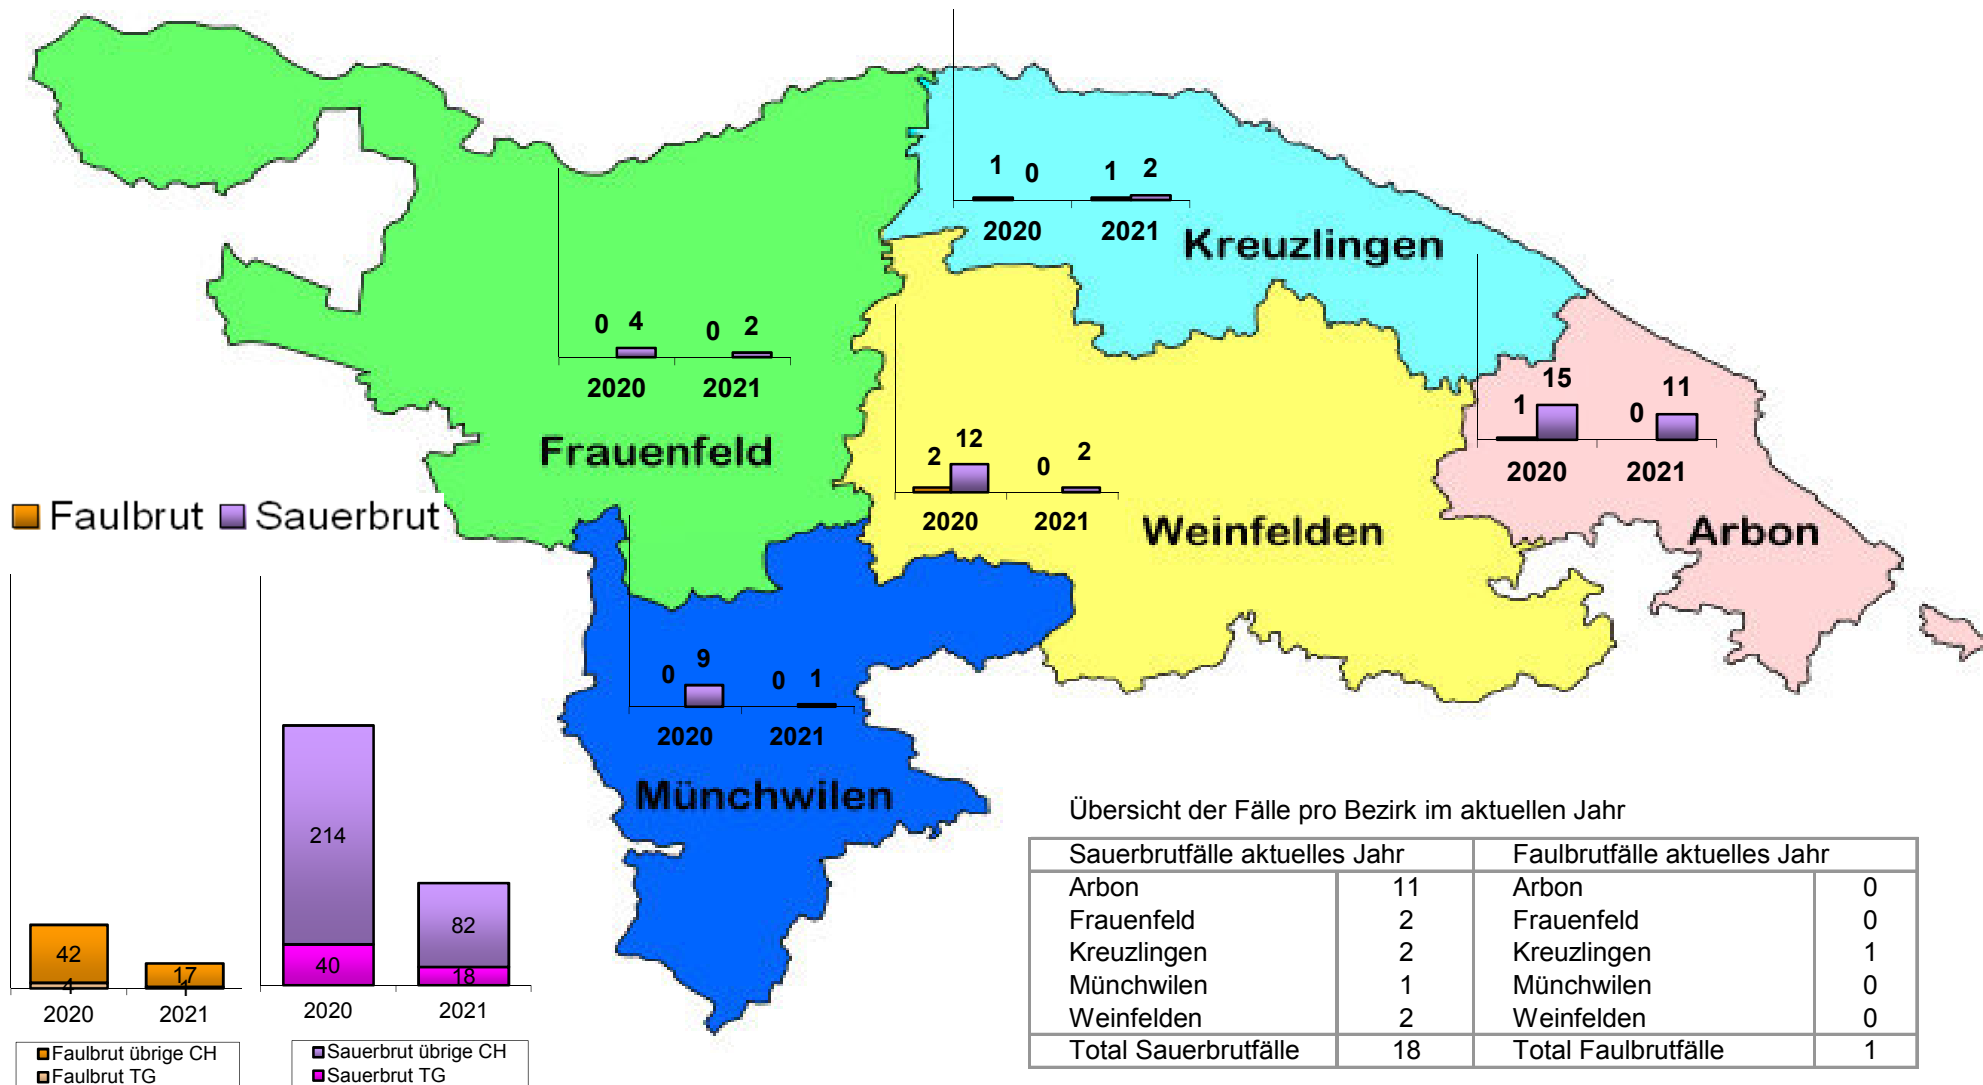 1 0 1 2
2020 2021
Kreuzlingen
0 4 0 2
2020 2021
Frauenfeld
1 15 0 11
2020 2021
Arbon
2 12 0 2
2020 2021
Weinfelden
Faulbrut Sauerbrut
0 9 0 1
2020 2021
Münchwilen
42 17
4 1
2020 2021
Faulbrut übrige CH
Faulbrut TG
214 82
40 18
2020 2021
Sauerbrut übrige CH
Sauerbrut TG
Übersicht der Fälle pro Bezirk im aktuellen Jahr
Sauerbrutfälle aktuelles Jahr Faulbrutfälle aktuelles Jahr
Arbon 11 Arbon 0
Frauenfeld 2 Frauenfeld 0
Kreuzlingen 2 Kreuzlingen 1
Münchwilen 1 Münchwilen 0
Weinfelden 2 Weinfelden 0
Total Sauerbrutfälle 18 Total Faulbrutfälle 1